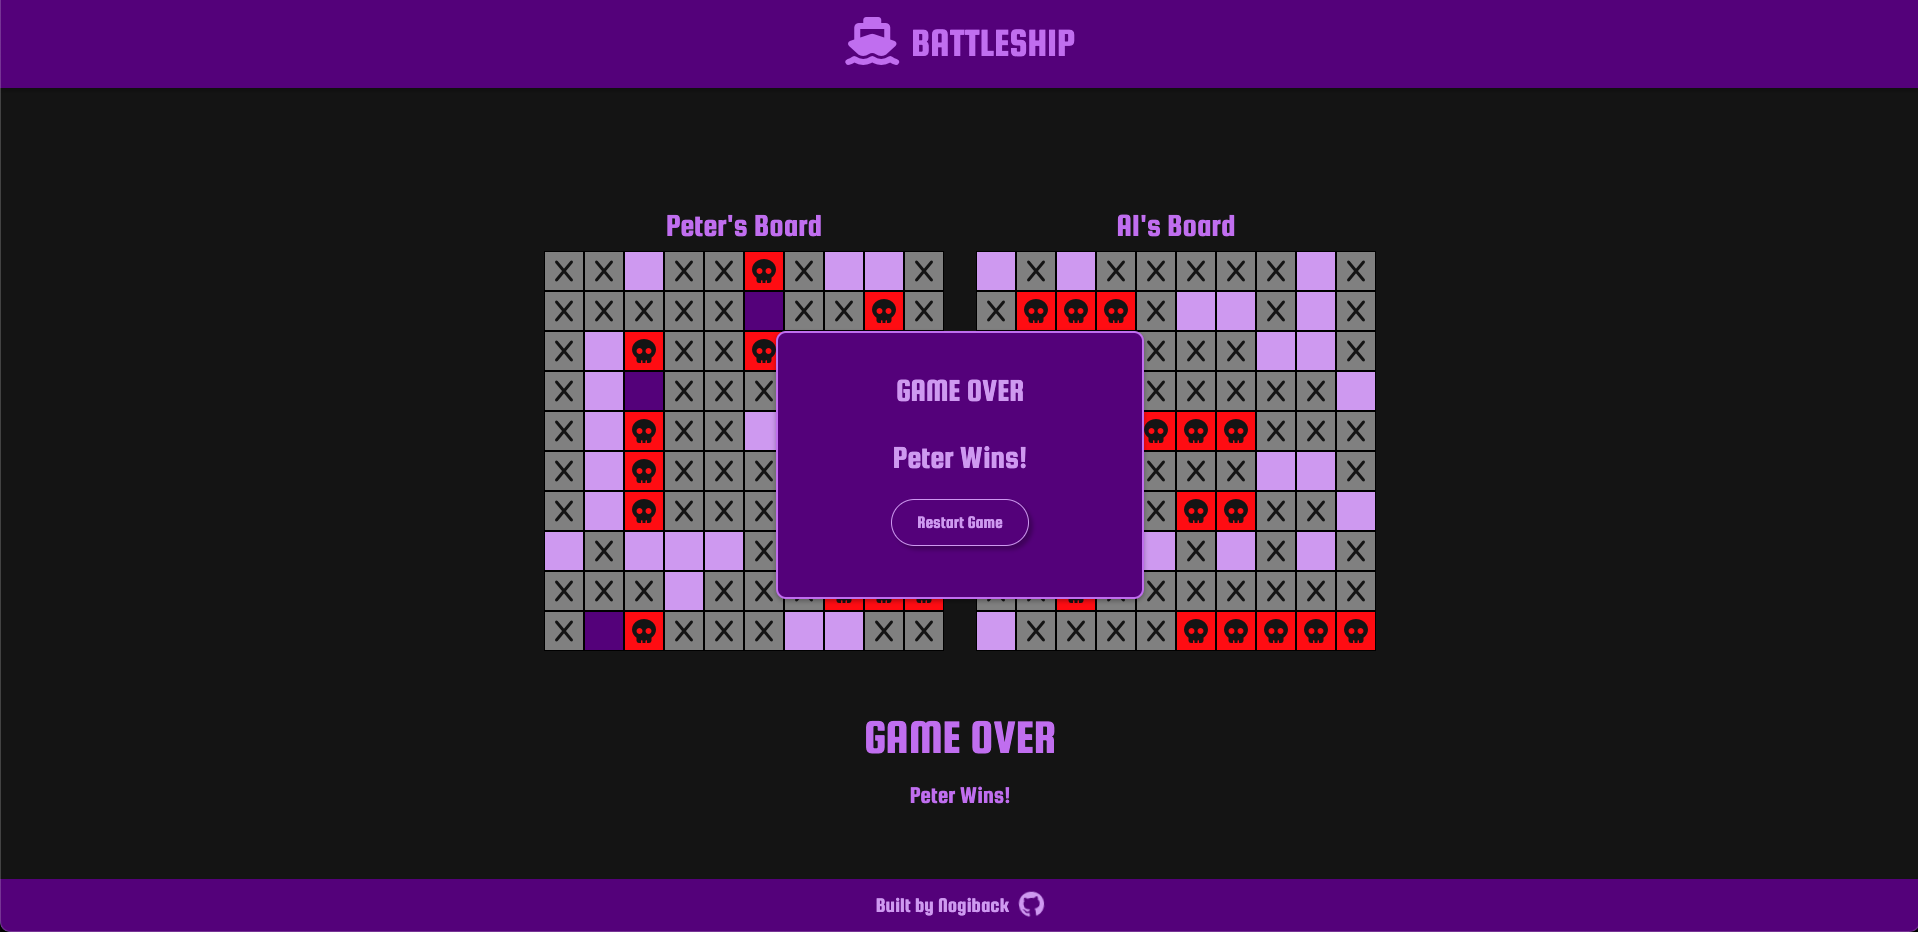 BATTLESHIP
Peter's Board
AI's Board
GAME OVER
Peter Wins!
Restart Game
GAME OVER
Peter Wins!
Built by Nogiback